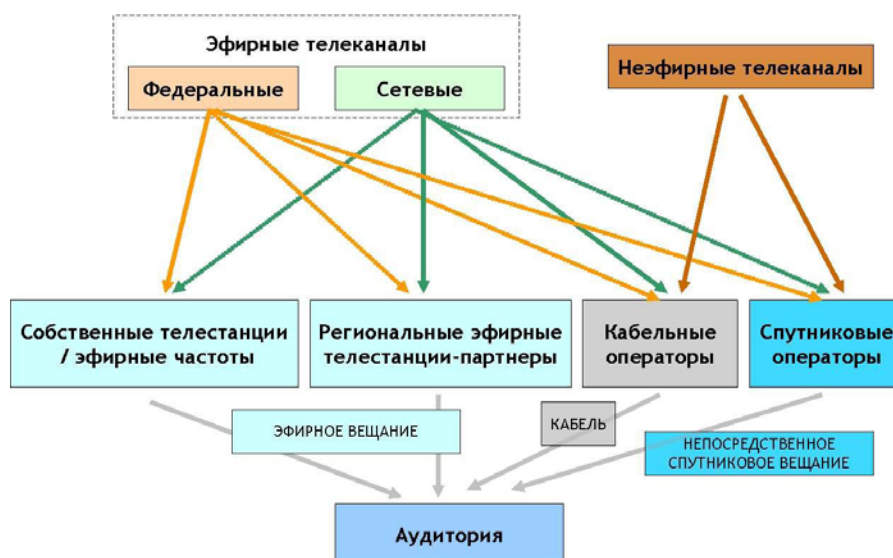 Эфирные телеканалы
Федеральные
Сетевые
Неэфирные телеканалы
Собственные телестанции
/ эфирные частоты
Региональные эфирные
телестанции-партнеры
Кабельные
операторы
Спутниковые
операторы
ЭФИРНОЕ ВЕЩАНИЕ
КАБЕЛЬ
НЕПОСРЕДСТВЕННОЕ
СПУТНИКОВОЕ ВЕЩАНИЕ
Аудитория